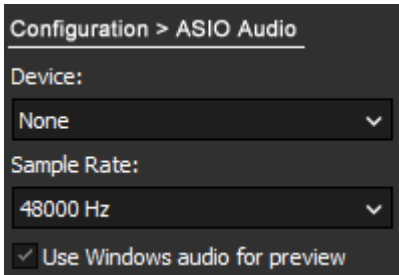 Configuration > ASIO Audio
Device:
None
Sample Rate:
48000 Hz
Use Windows audio for preview